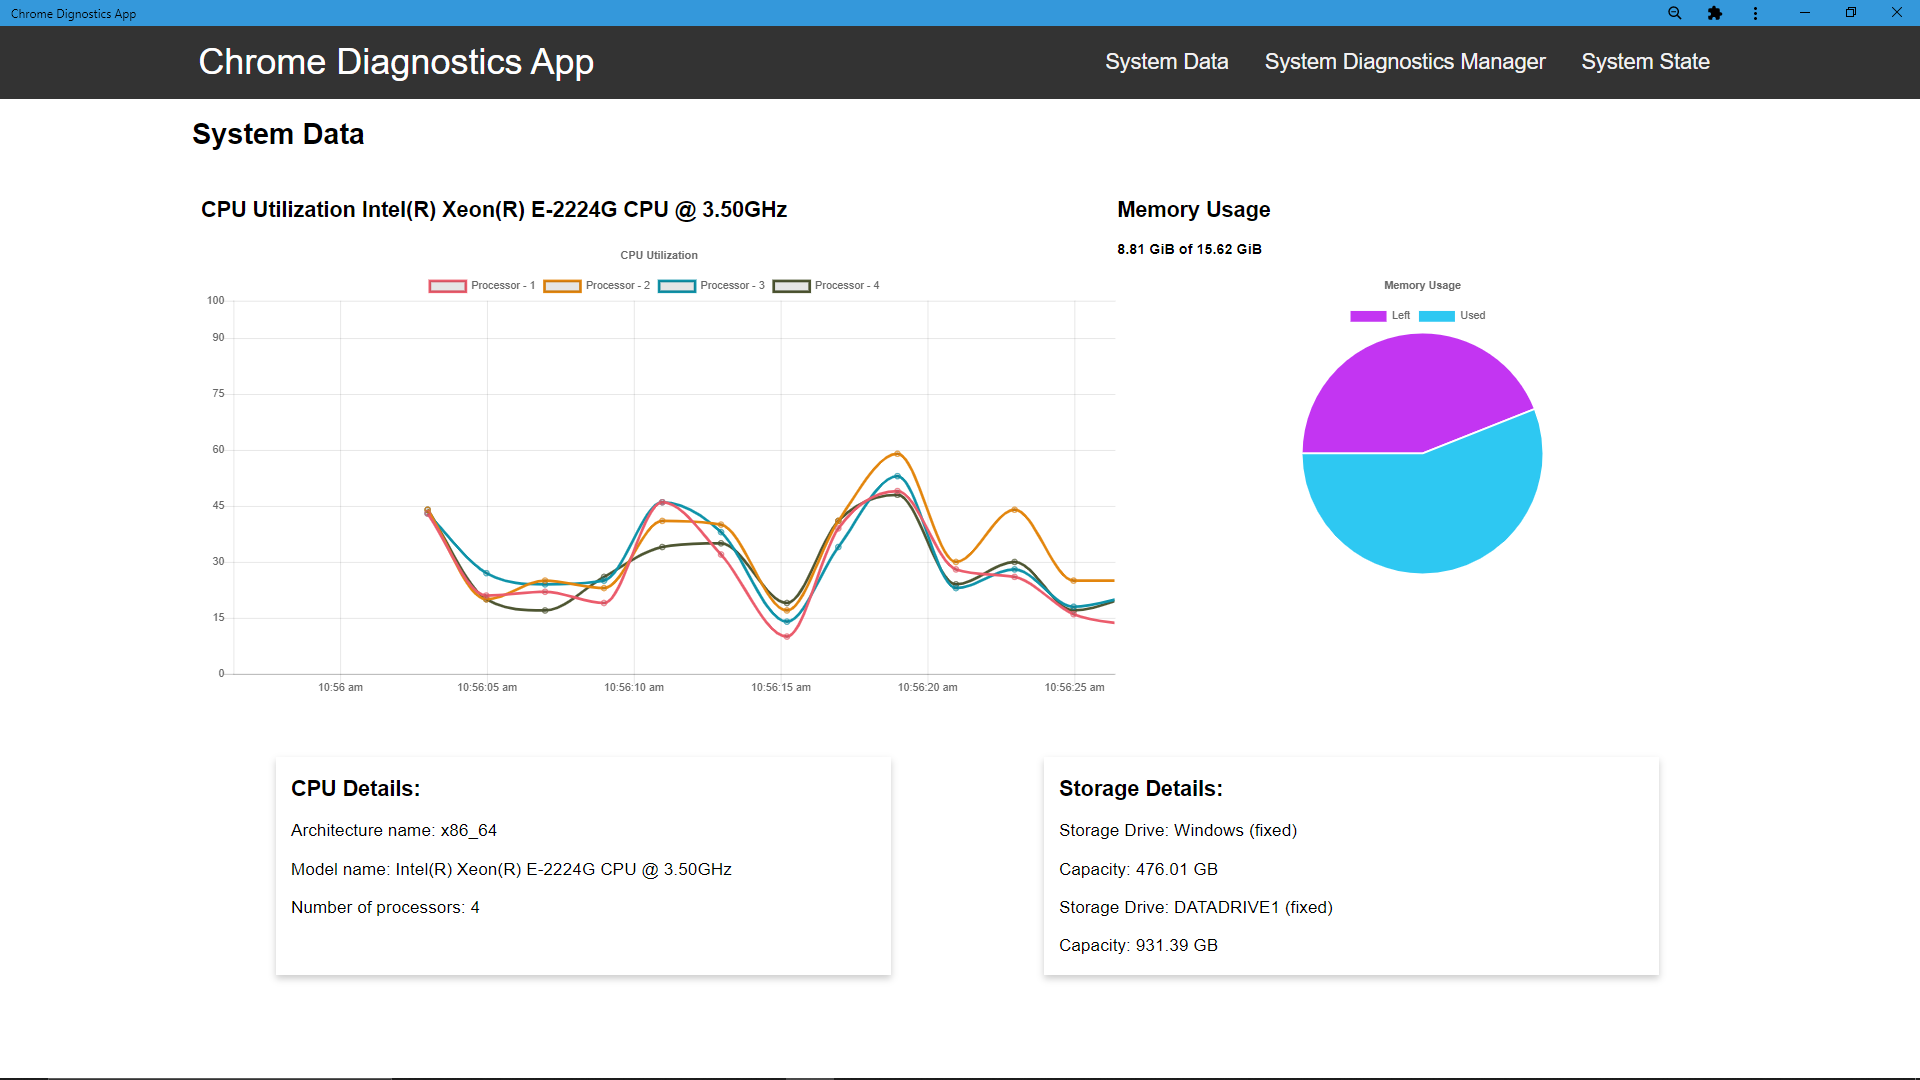 Chrome Dignostics App
Chrome Diagnostics App
System Data
System Diagnostics Manager
System State
System Data
CPU Utilization Intel(R) Xeon(R) E-2224G CPU @ 3.50GHz
CPU Utilization
Processor - 1
Processor - 2
Processor - 3
Processor - 4
100
90
75
60
45
30
15
0
10:56 am
10:56:05 am
10:56:10 am
10:56:15 am
10:56:20 am
10:56:25 am
Memory Usage
8.81 GiB of 15.62 GiB
Memory Usage
Left
Used
CPU Details:
Architecture name: x86_64
Model name: Intel(R) Xeon(R) E-2224G CPU @ 3.50GHz
Number of processors: 4
Storage Details:
Storage Drive: Windows (fixed)
Capacity: 476.01 GB
Storage Drive: DATADRIVE1 (fixed)
Capacity: 931.39 GB